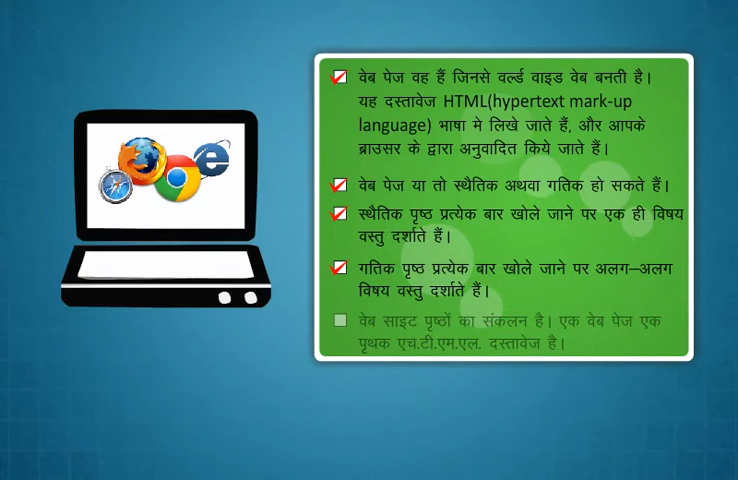 वेब पेज वह हैं जिनसे वर्ल्ड वाइड वेब बनती है।
यह दस्तावेज HTML(hypertext mark-up
language) भाषा मे लिखे जाते हैं, और आपके
ब्राउसर के द्वारा अनुवादित किये जाते हैं।
वेब पेज या तो स्थैतिक अथवा गतिक हो सकते हैं।
स्थैतिक पृष्ठ प्रत्येक बार खोले जाने पर एक ही विषय
वस्तु दर्शाते हैं।
गतिक पृष्ठ प्रत्येक बार खोले जाने पर अलग–अलग
विषय वस्तु दर्शाते हैं।
वेब साइट पृष्ठों का संकलन है। एक वेब पेज एक
पृथक एच.टी.एम.एल. दस्तावेज है।